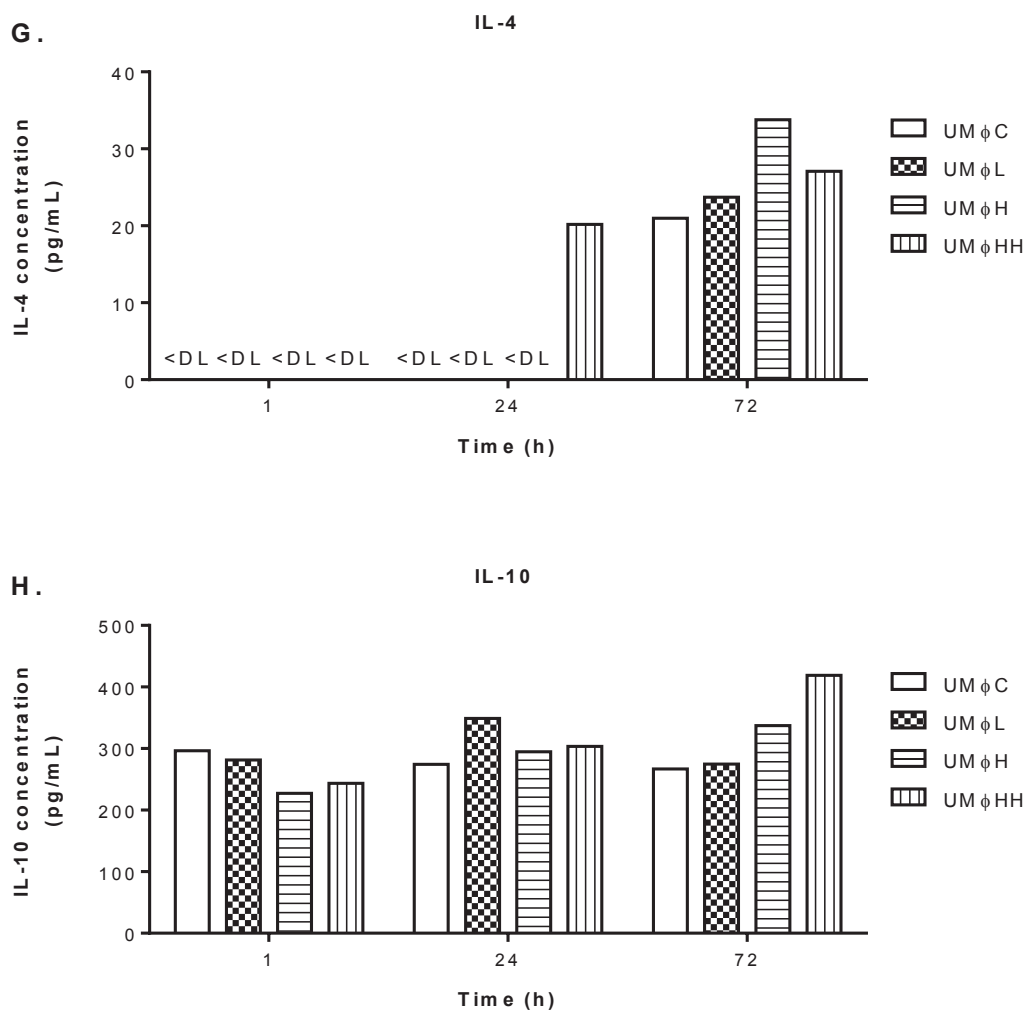 G.
IL-4
IL-4 concentration
(pg/mL)
40
30
20
10
0
<DL <DL <DL <DL <DL <DL <DL
1 24 72
Time (h)
UMϕC
UMϕL
UMϕH
UMϕHH
H.
IL-10
IL-10 concentration
(pg/mL)
500
400
300
200
100
0
1 24 72
Time (h)
UMϕC
UMϕL
UMϕH
UMϕHH